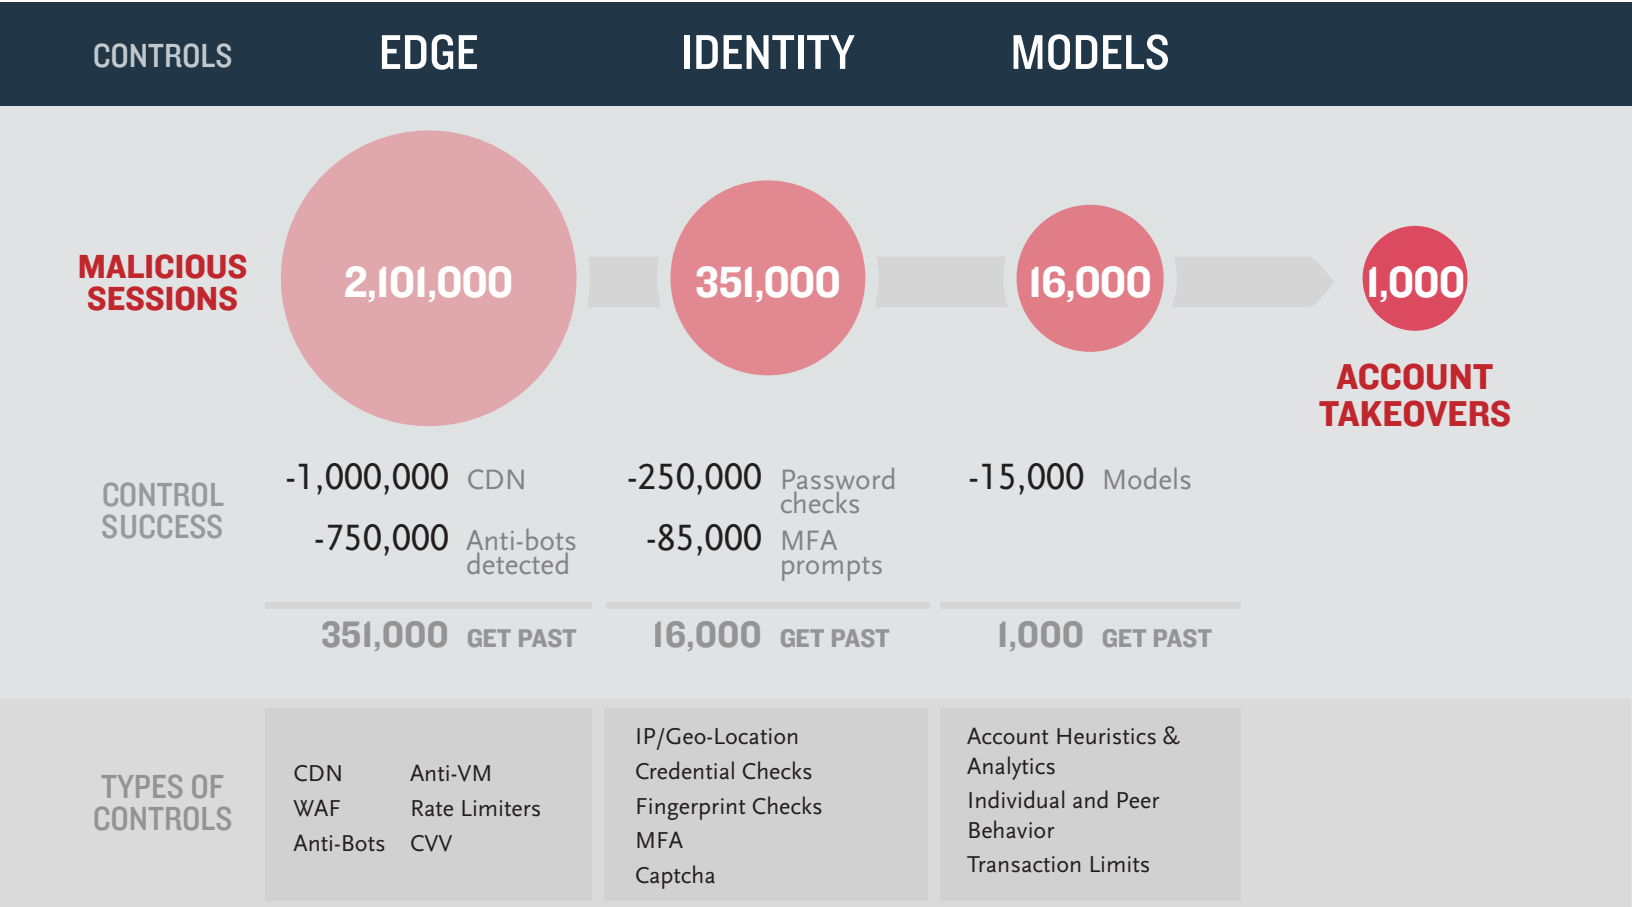 CONTROLS EDGE IDENTITY MODELS
MALICIOUS
SESSIONS
2,101,000 351,000 16,000 1,000
ACCOUNT
TAKEOVERS
CONTROL
SUCCESS
-1,000,000 CDN
-750,000 Anti-bots
detected
351,000 GET PAST
-250,000 Password
checks
-85,000 MFA
prompts
16,000 GET PAST
-15,000 Models
1,000 GET PAST
TYPES OF
CONTROLS
CDN Anti-VM
WAF Rate Limiters
Anti-Bots CVV
IP/Geo-Location
Credential Checks
Fingerprint Checks
MFA
Captcha
Account Heuristics &
Analytics
Individual and Peer
Behavior
Transaction Limits